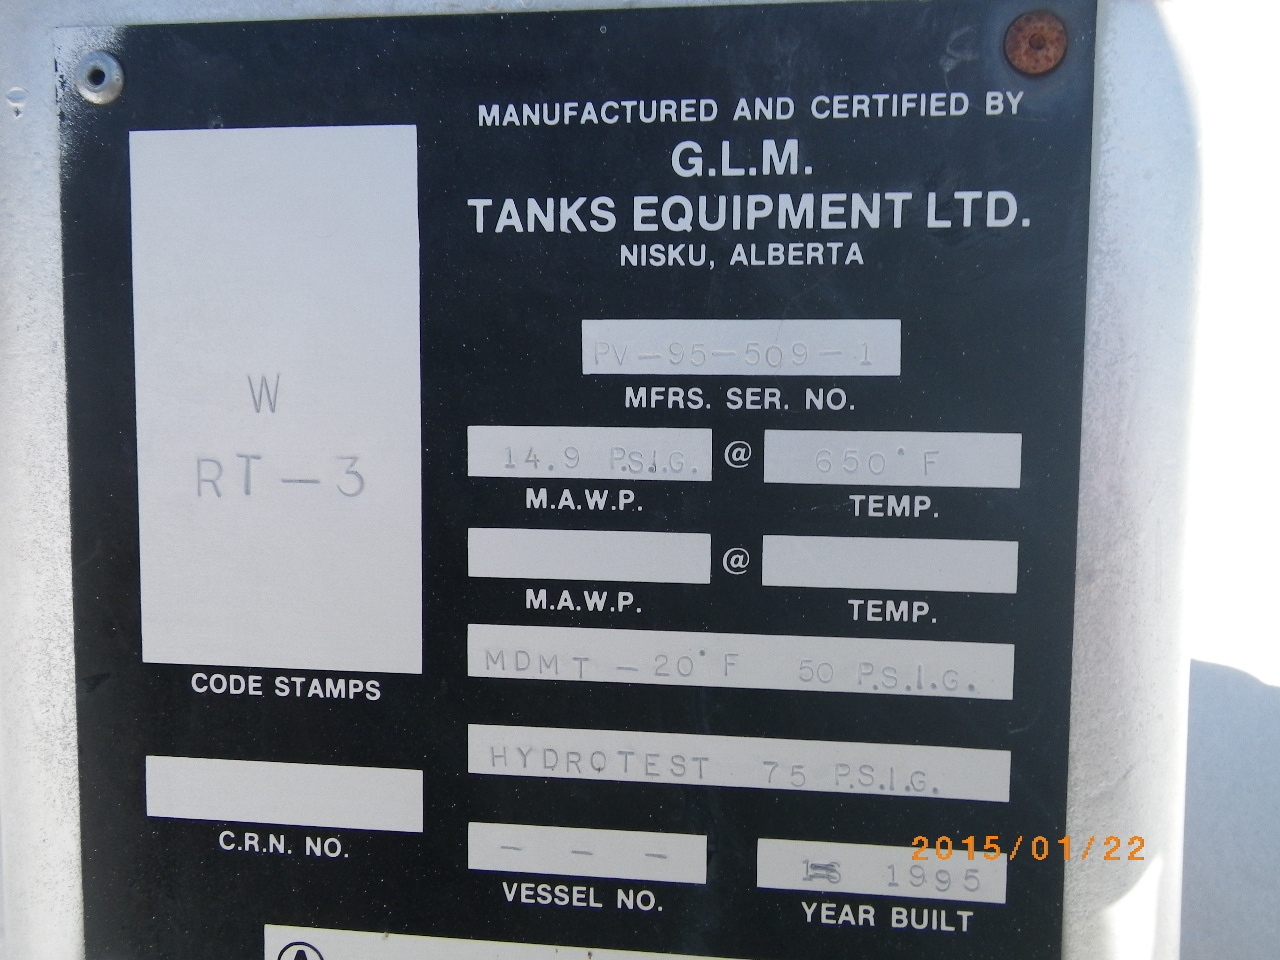 MANUFACTURED AND CERTIFIED BY
G.L.M.
TANKS EQUIPMENT LTD.
NISKU, ALBERTA
PV-95-509-1
MFRS. SER. NO.
14.9 P.S.I.G. @ 650°F
M.A.W.P. TEMP.
@
M.A.W.P. TEMP.
MDMT -20°F 50 P.S.I.G.
HYDROTEST 75 P.S.I.G.
- - -
VESSEL NO.
1995
YEAR BUILT
W
RT-3
CODE STAMPS
C.R.N. NO.
2015/01/22